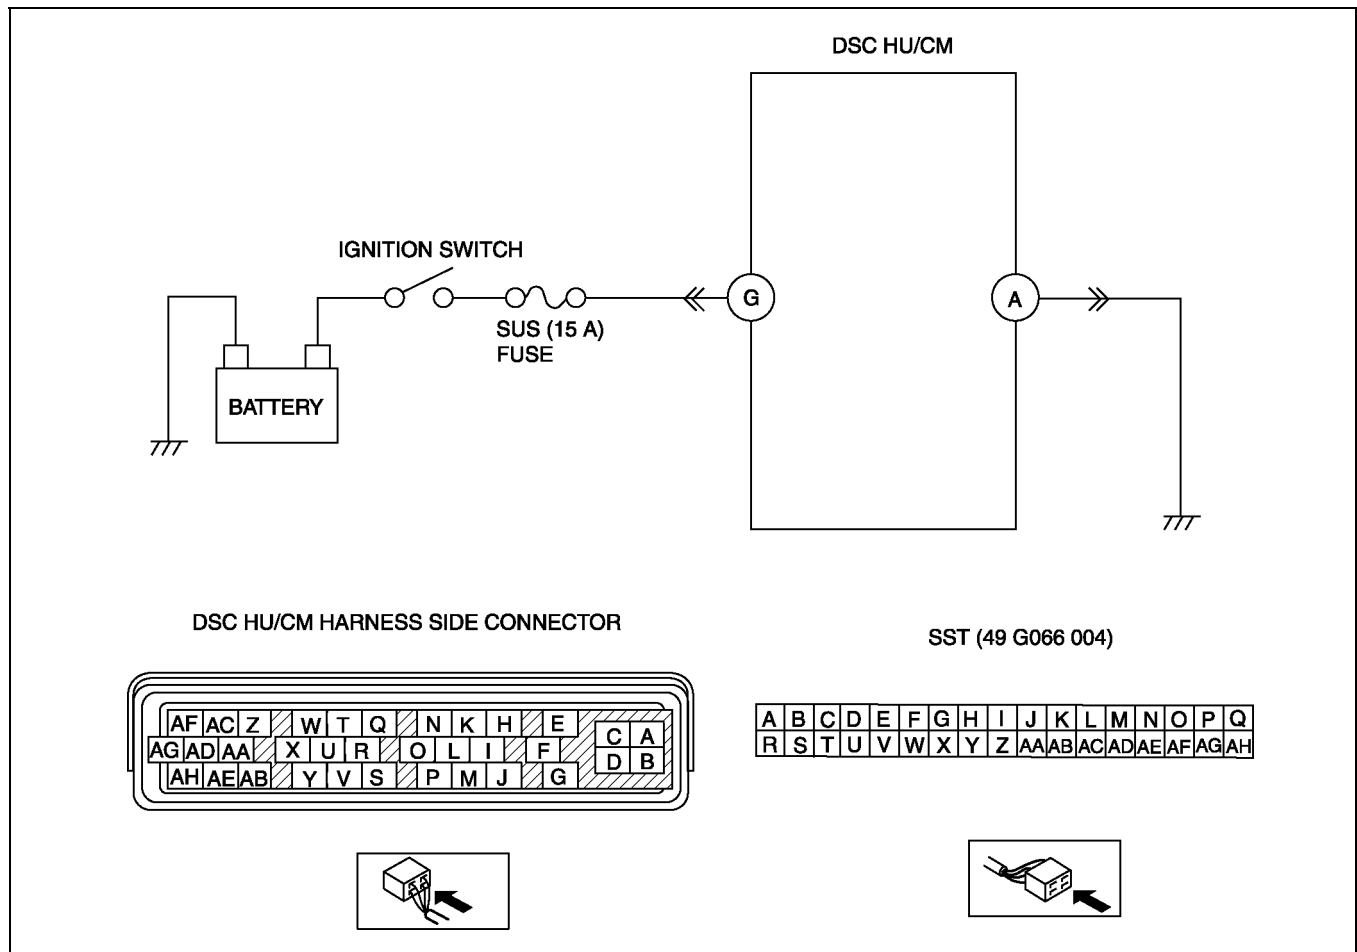 DSC HU/CM
IGNITION SWITCH
G
A
SUS (15 A)
FUSE
BATTERY
DSC HU/CM HARNESS SIDE CONNECTOR
SST (49 G066 004)
AF AC Z W T Q N K H E
C A
AG AD AA X U R O L I F
D B
AH AE AB Y V S P M J G
A B C D E F G H I J K L M N O P Q
R S T U V W X Y Z AA AB AC AD AE AF AG AH